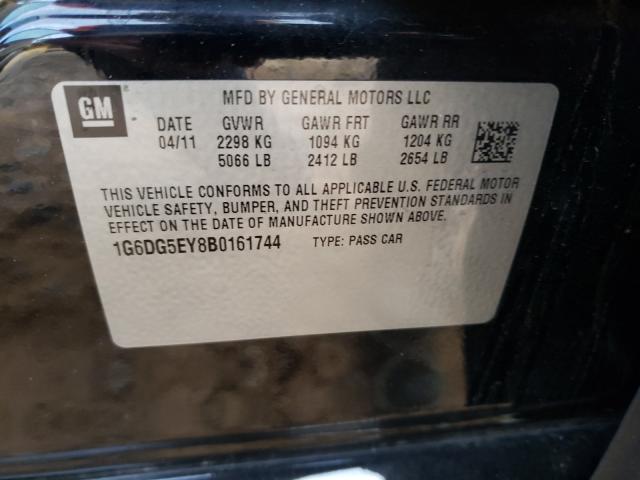 GM®
MFD BY GENERAL MOTORS LLC
DATE GVWR GAWR FRT GAWR RR
04/11 2298 KG 1094 KG 1204 KG
5066 LB 2412 LB 2654 LB
THIS VEHICLE CONFORMS TO ALL APPLICABLE U.S. FEDERAL MOTOR
VEHICLE SAFETY, BUMPER, AND THEFT PREVENTION STANDARDS IN
EFFECT ON THE DATE OF MANUFACTURE SHOWN ABOVE.
1G6DG5EY8B0161744 TYPE: PASS CAR